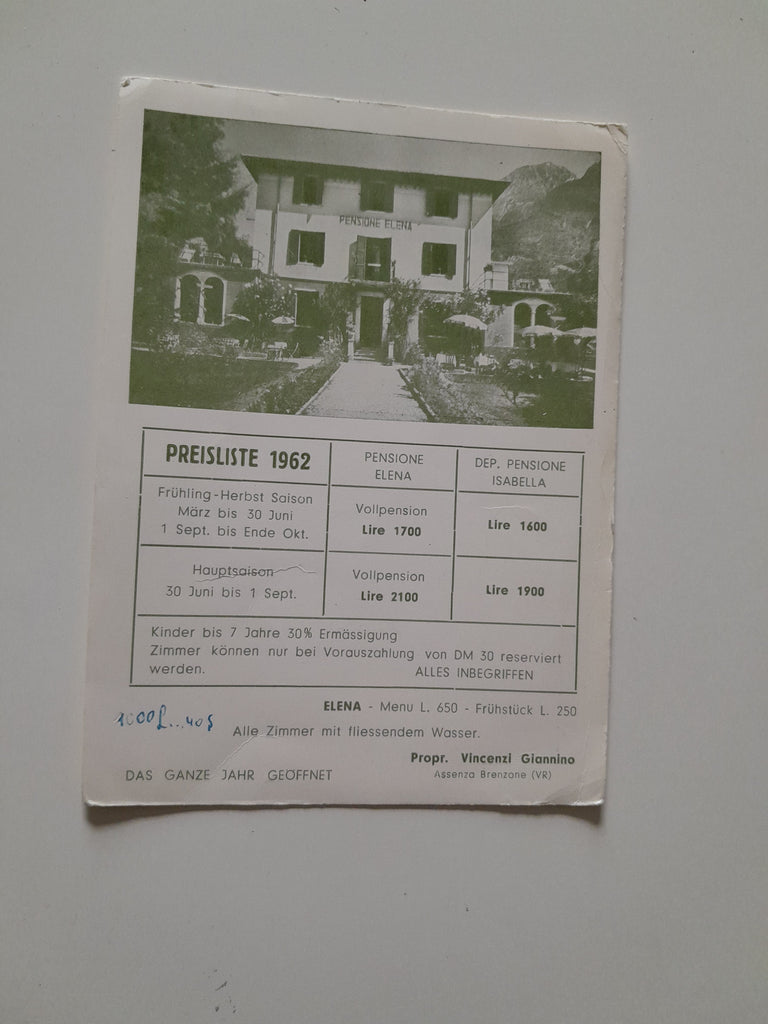 PENSIONE ELENA
PREISLISTE 1962
PENSIONE
ELENA
DEP. PENSIONE
ISABELLA
Frühling-Herbst Saison
März bis 30 Juni
1 Sept. bis Ende Okt.
Vollpension
Lire 1700
Lire 1600
Hauptsaison
30 Juni bis 1 Sept.
Vollpension
Lire 2100
Lire 1900
Kinder bis 7 Jahre 30% Ermässigung
Zimmer können nur bei Vorauszahlung von DM 30 reserviert
werden. ALLES INBEGRIFFEN
ELENA - Menu L. 650 - Frühstück L. 250
1000
Alle Zimmer mit fliessendem Wasser.
Propr. Vincenzi Giannino
Assenza Brenzone (VR)
DAS GANZE JAHR GEÖFFNET